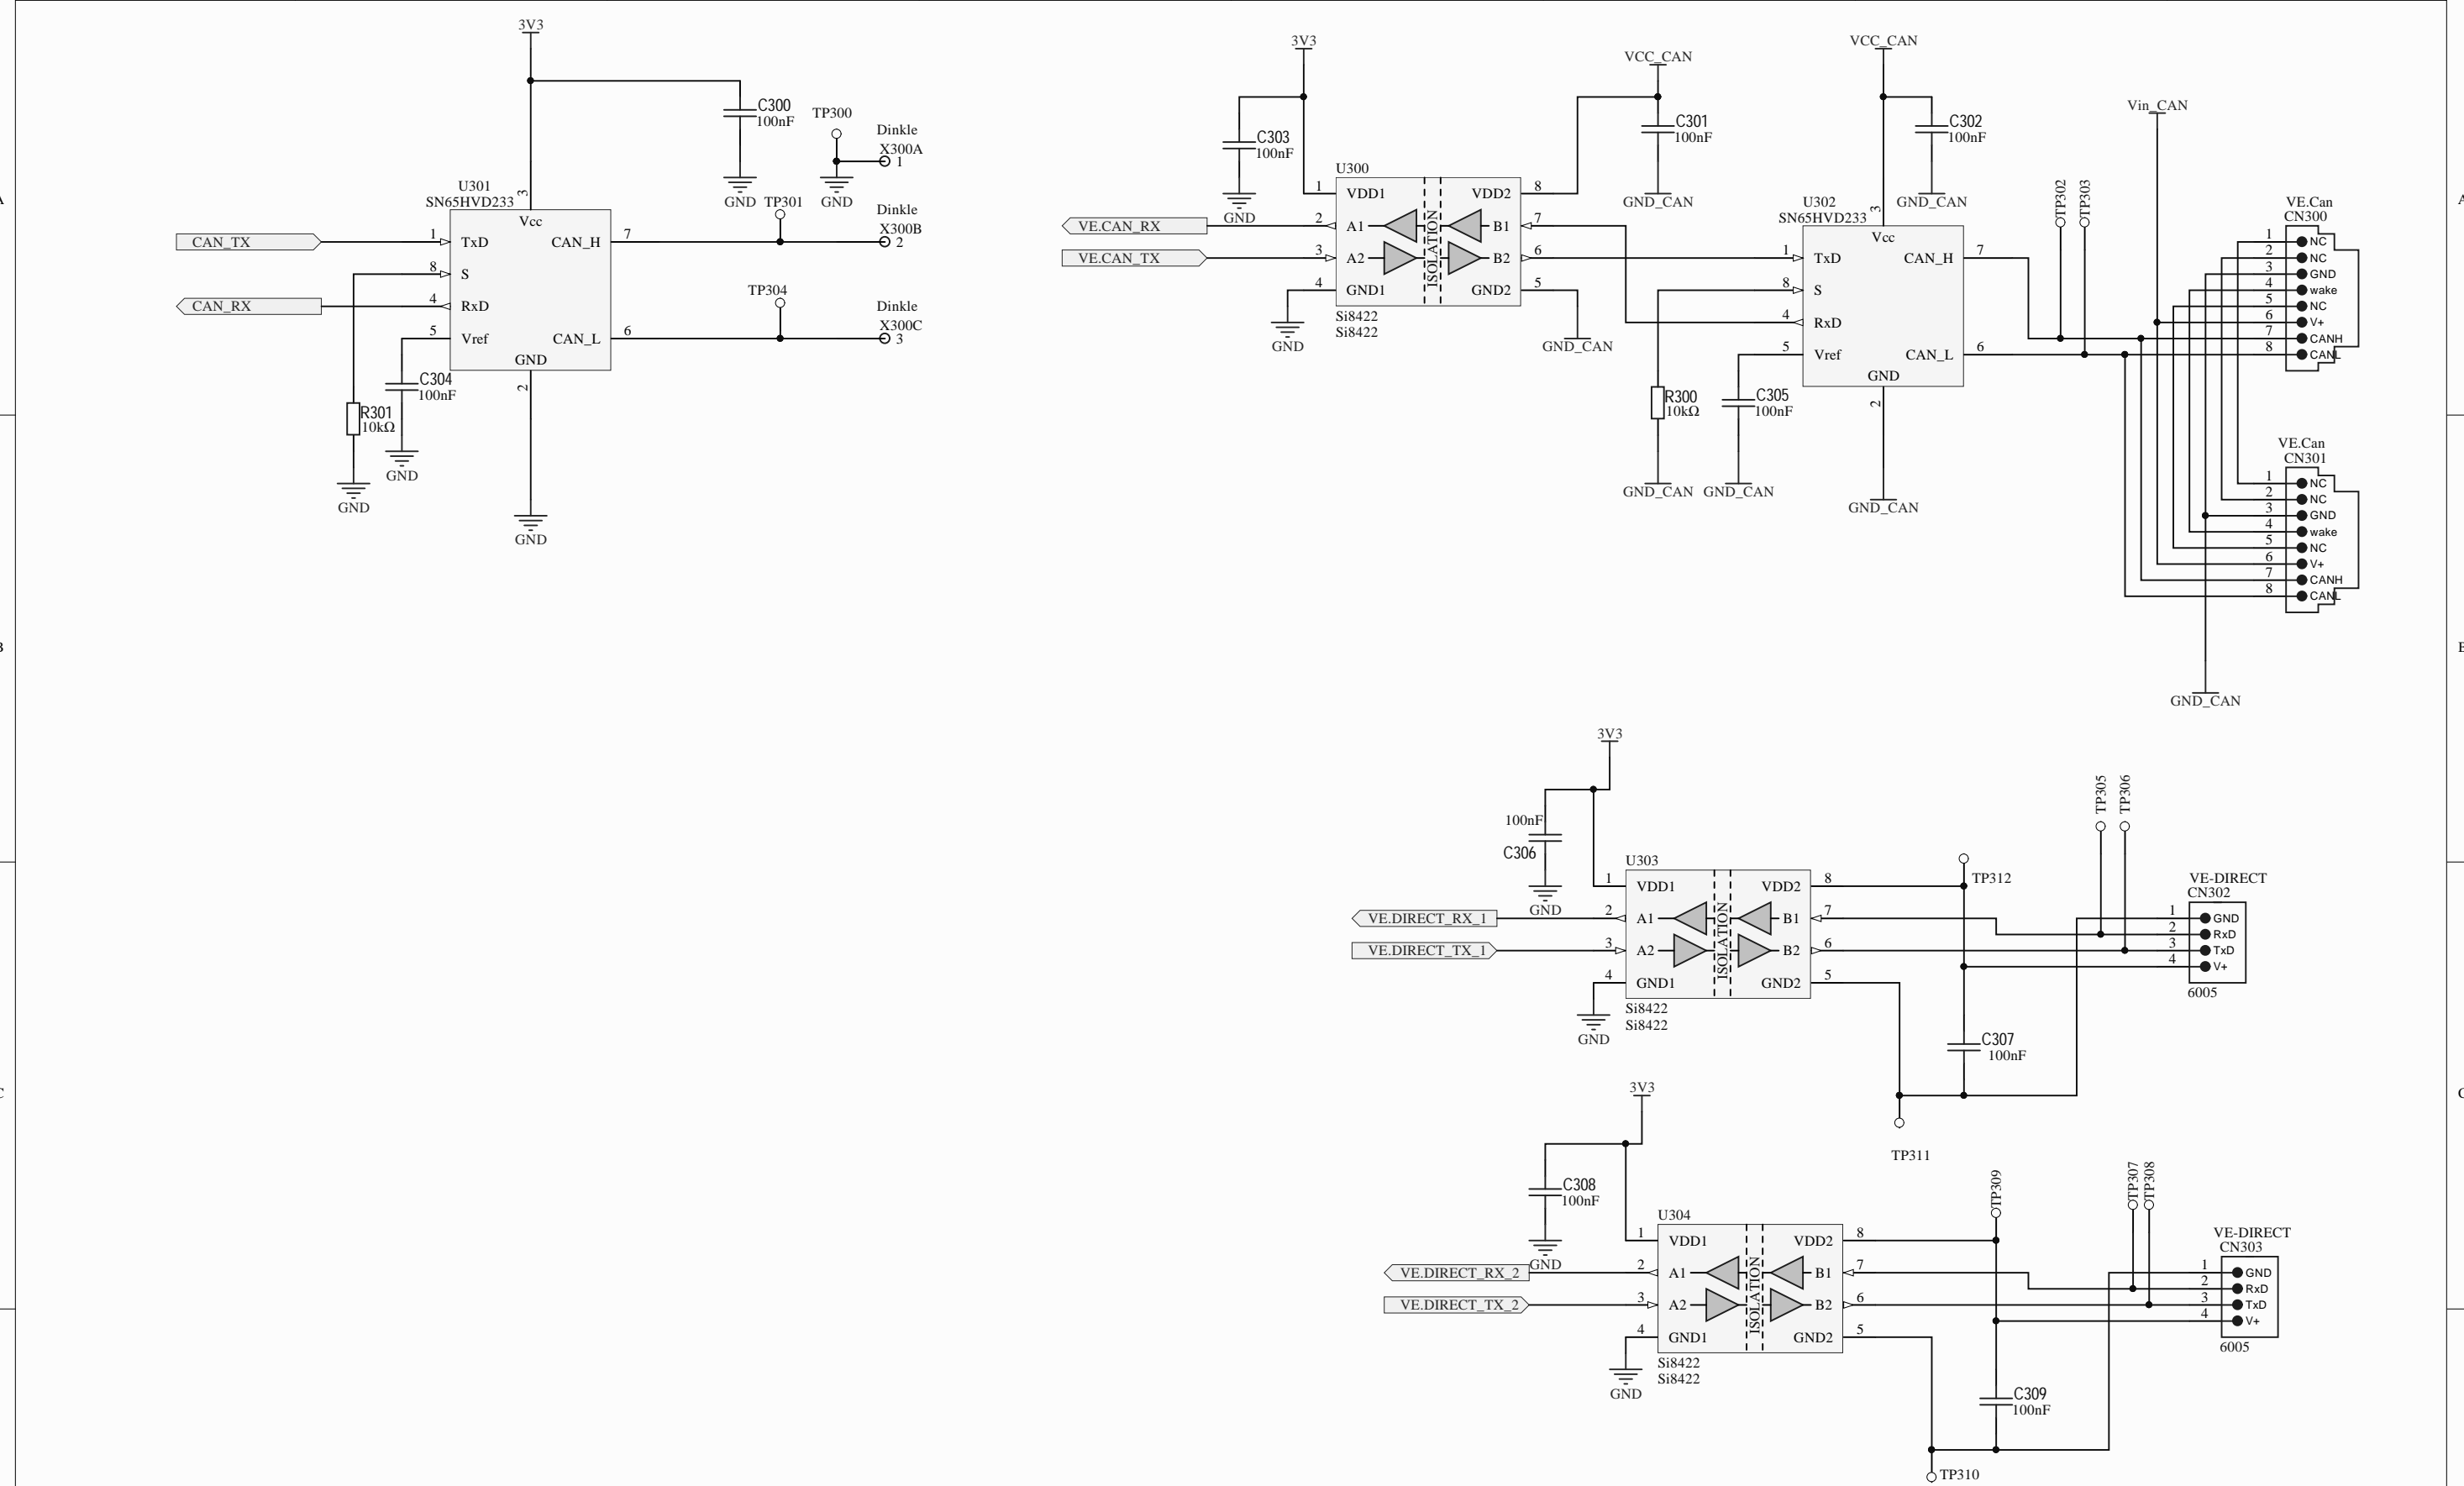 3V3
C300
100nF
GND
TP300
GND
Dinkle
X300A
1
U301
SN65HVD233
3
Vcc
CAN_TX
1
TxD
8
S
CAN_RX
4
RxD
5
Vref
GND
2
CAN_H
7
CAN_L
6
TP301
Dinkle
X300B
2
TP304
Dinkle
X300C
3
C304
100nF
GND
R301
10kΩ
GND
GND
3V3
C303
100nF
GND
VCC_CAN
C301
100nF
GND_CAN
U300
1
VDD1
VE.CAN_RX
2
A1
VE.CAN_TX
3
A2
4
GND1
GND
ISOLATION
VDD2
8
B1
7
B2
6
GND2
5
GND_CAN
Si8422
Si8422
VCC_CAN
C302
100nF
GND_CAN
U302
SN65HVD233
3
Vcc
1
TxD
8
S
4
RxD
5
Vref
GND
2
CAN_H
7
CAN_L
6
R300
10kΩ
GND_CAN
C305
100nF
GND_CAN
GND_CAN
TP302
TP303
Vin_CAN
VE.Can
CN300
1 NC
2 NC
3 GND
4 wake
5 NC
6 V+
7 CANH
8 CANL
VE.Can
CN301
1 NC
2 NC
3 GND
4 wake
5 NC
6 V+
7 CANH
8 CANL
GND_CAN
3V3
100nF
C306
GND
U303
1
VDD1
VE.DIRECT_RX_1
2
A1
VE.DIRECT_TX_1
3
A2
4
GND1
GND
ISOLATION
VDD2
8
B1
7
B2
6
GND2
5
Si8422
Si8422
TP312
TP305
TP306
VE-DIRECT
CN302
1 GND
2 RxD
3 TxD
4 V+
6005
C307
100nF
TP311
3V3
C308
100nF
GND
U304
1
VDD1
VE.DIRECT_RX_2
2
A1
VE.DIRECT_TX_2
3
A2
4
GND1
GND
ISOLATION
VDD2
8
B1
7
B2
6
GND2
5
Si8422
Si8422
TP309
TP307
TP308
VE-DIRECT
CN303
1 GND
2 RxD
3 TxD
4 V+
6005
C309
100nF
TP310